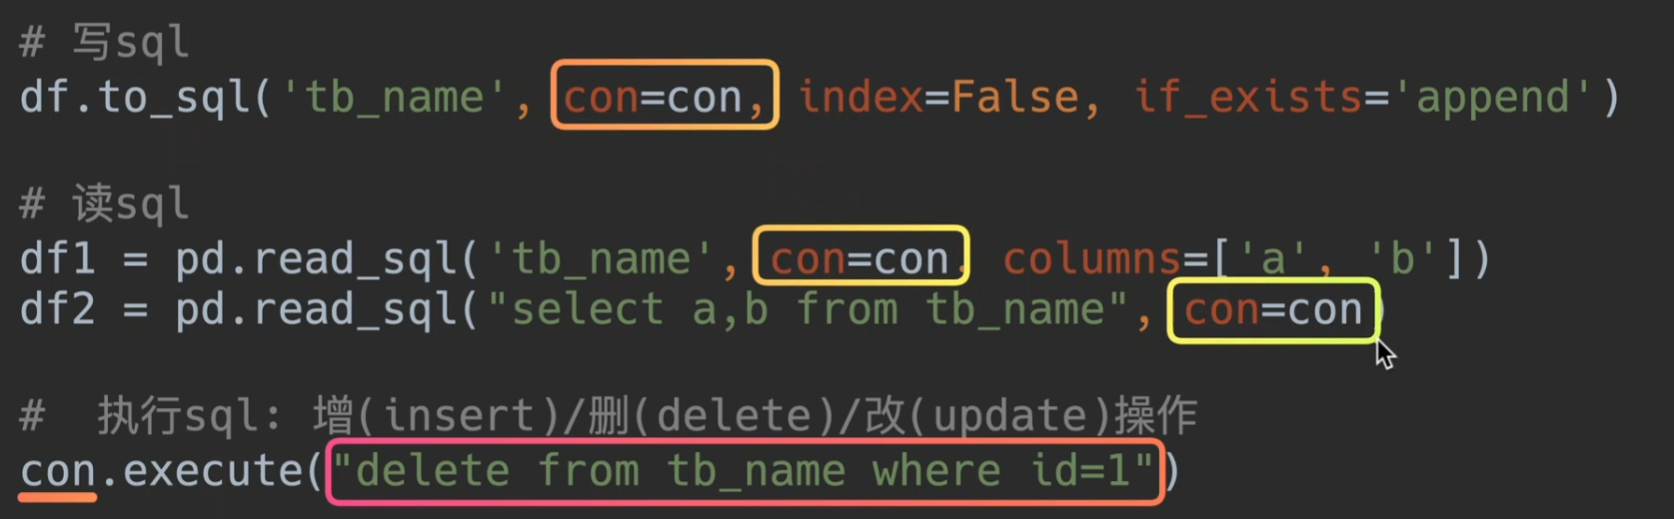 # 写sql
df.to_sql('tb_name', con=con, index=False, if_exists='append')
# 读sql
df1 = pd.read_sql('tb_name', con=con, columns=['a', 'b'])
df2 = pd.read_sql("select a,b from tb_name", con=con)
#  执行sql: 增(insert)/删(delete)/改(update)操作
con.execute("delete from tb_name where id=1")